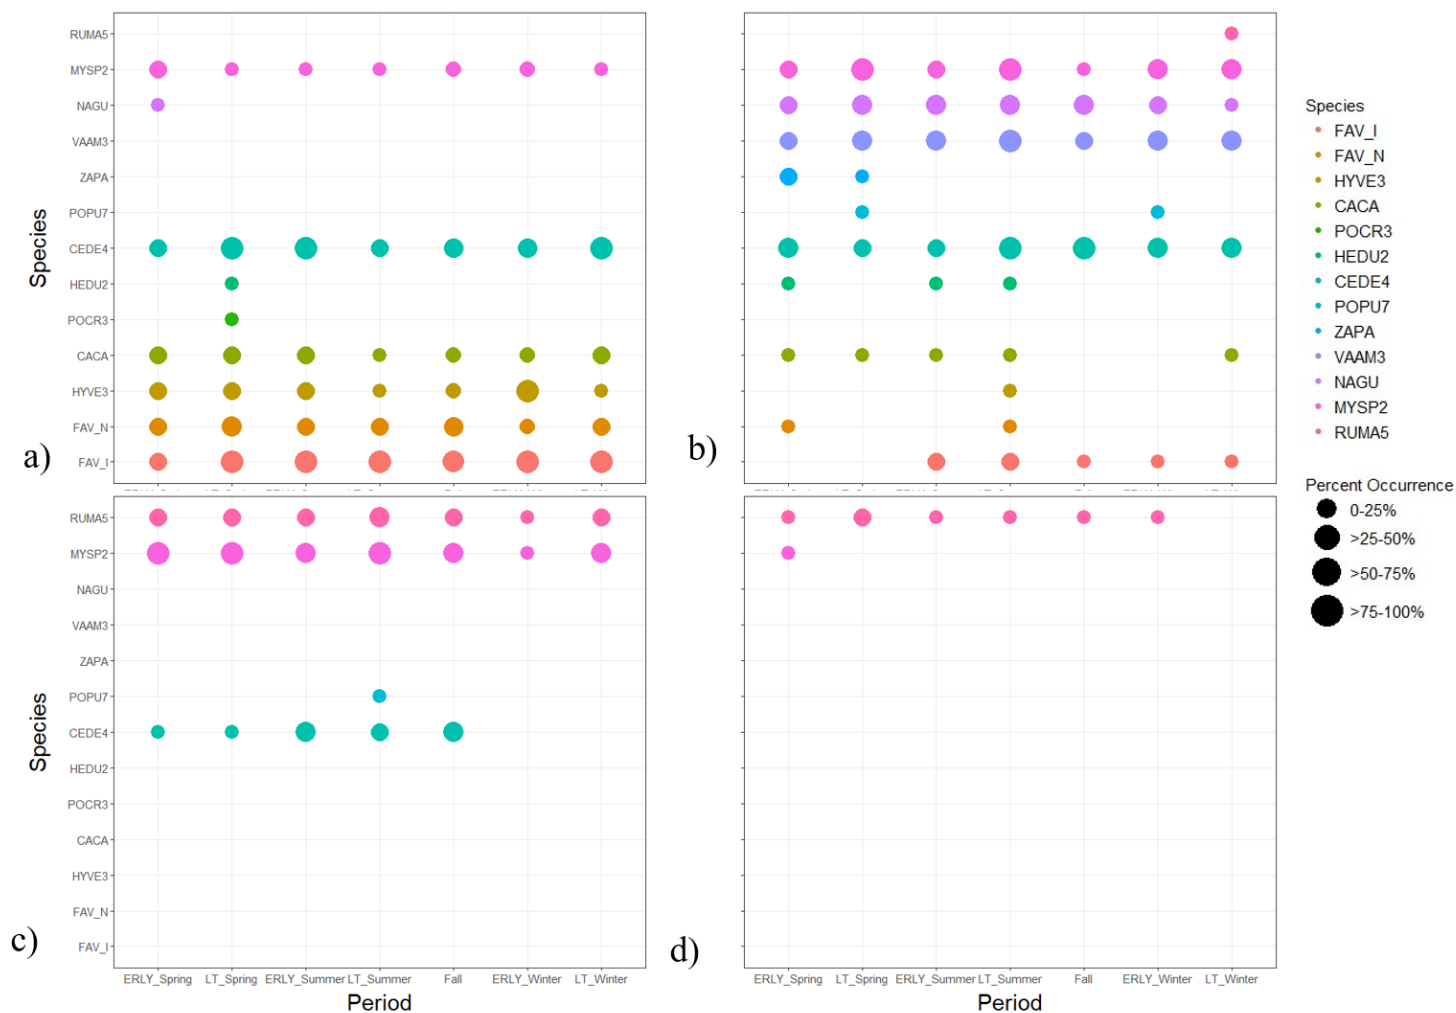 a)
Species
RUMA5
MYSP2
NAGU
VAAM3
ZAPA
POPU7
CEDE4
HEDU2
POCR3
CACA
HYVE3
FAV_N
FAV_I
b)
c)
Species
RUMA5
MYSP2
NAGU
VAAM3
ZAPA
POPU7
CEDE4
HEDU2
POCR3
CACA
HYVE3
FAV_N
FAV_I
ERLY_Spring LT_Spring ERLY_Summer LT_Summer Fall ERLY_Winter LT_Winter
Period
d)
ERLY_Spring LT_Spring ERLY_Summer LT_Summer Fall ERLY_Winter LT_Winter
Period
Species
FAV_I
FAV_N
HYVE3
CACA
POCR3
HEDU2
CEDE4
POPU7
ZAPA
VAAM3
NAGU
MYSP2
RUMA5
Percent Occurrence
0-25%
>25-50%
>50-75%
>75-100%